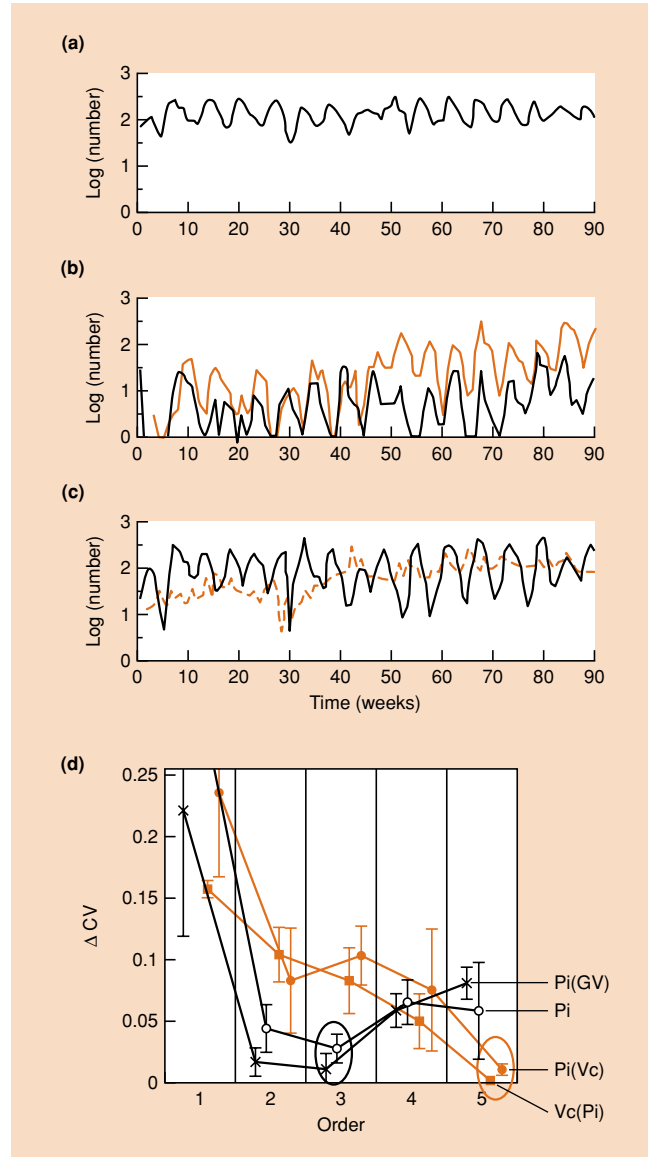 (a)
3
2
1
0
Log (number)
0 10 20 30 40 50 60 70 80 90
(b)
3
2
1
0
Log (number)
0 10 20 30 40 50 60 70 80 90
(c)
3
2
1
0
Log (number)
0 10 20 30 40 50 60 70 80 90
Time (weeks)
(d)
0.25
0.2
0.15
0.1
0.05
0
Δ CV
1 2 3 4 5
Order
Pi(GV)
Pi
Pi(Vc)
Vc(Pi)